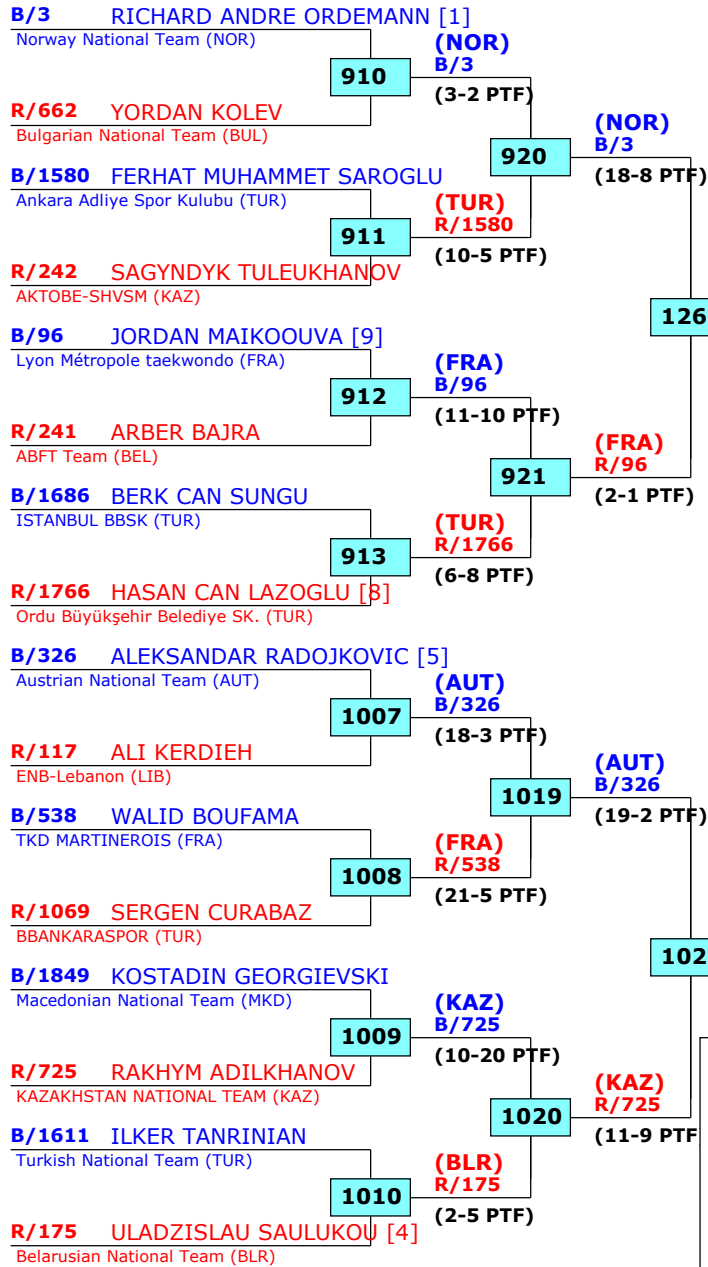 B/3 RICHARD ANDRE ORDEMANN [1]
Norway National Team (NOR)
(NOR)
B/3
910
(3-2 PTF)
R/662 YORDAN KOLEV
Bulgarian National Team (BUL)
(NOR)
B/3
920
(18-8 PTF)
B/1580 FERHAT MUHAMMET SAROGLU
Ankara Adliye Spor Kulubu (TUR)
(TUR)
R/1580
911
(10-5 PTF)
R/242 SAGYNDYK TULEUKHANOV
AKTOBE-SHVSM (KAZ)
126
B/96 JORDAN MAIKOOUVA [9]
Lyon Métropole taekwondo (FRA)
(FRA)
B/96
912
(11-10 PTF)
R/241 ARBER BAJRA
ABFT Team (BEL)
(FRA)
R/96
921
(2-1 PTF)
B/1686 BERK CAN SUNGU
ISTANBUL BBSK (TUR)
(TUR)
R/1766
913
(6-8 PTF)
R/1766 HASAN CAN LAZOGLU [8]
Ordu Büyükşehir Belediye SK. (TUR)
B/326 ALEKSANDAR RADOJKOVIC [5]
Austrian National Team (AUT)
(AUT)
B/326
1007
(18-3 PTF)
R/117 ALI KERDIEH
ENB-Lebanon (LIB)
(AUT)
B/326
1019
(19-2 PTF)
B/538 WALID BOUFAMA
TKD MARTINEROIS (FRA)
(FRA)
R/538
1008
(21-5 PTF)
R/1069 SERGEN CURABAZ
BBANKARASPOR (TUR)
102
B/1849 KOSTADIN GEORGIEVSKI
Macedonian National Team (MKD)
(KAZ)
B/725
1009
(10-20 PTF)
R/725 RAKHYM ADILKHANOV
KAZAKHSTAN NATIONAL TEAM (KAZ)
(KAZ)
R/725
1020
(11-9 PTF
B/1611 ILKER TANRINIAN
Turkish National Team (TUR)
(BLR)
R/175
1010
(2-5 PTF)
R/175 ULADZISLAU SAULUKOU [4]
Belarusian National Team (BLR)